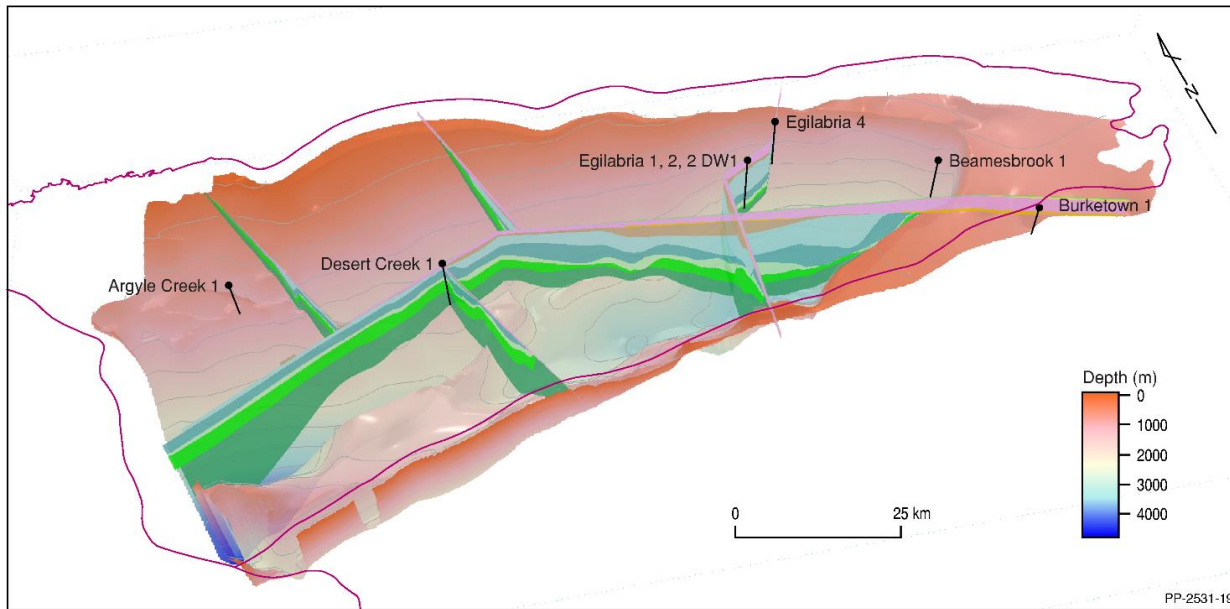 N
Egilabria 4
Egilabria 1, 2, 2 DW1
Beamesbrook 1
Burketown 1
Desert Creek 1
Argyle Creek 1
Depth (m)
0
1000
2000
3000
4000
0
25 km
PP-2531-19